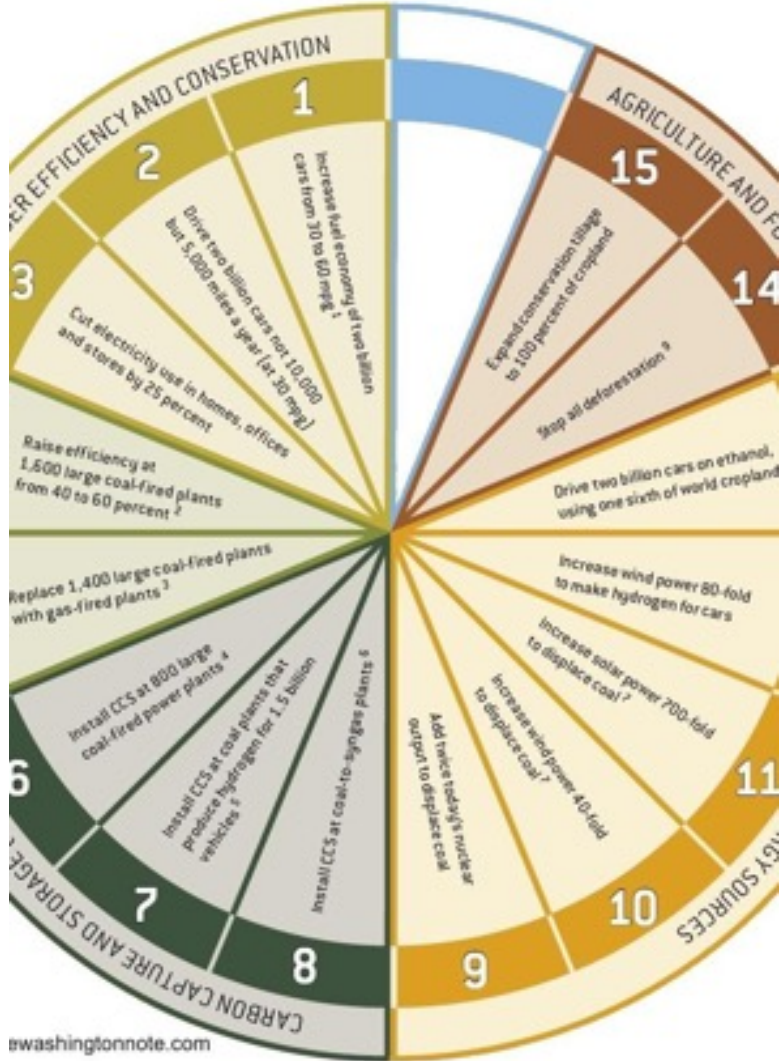 ER EFFICIENCY AND CONSERVATION
1
Increase fuel economy of two billion
cars from 30 to 60 mpg 1
2
Drive two billion cars not 10,000
but 5,000 miles a year (at 30 mpg)
3
Cut electricity use in homes, offices
and stores by 25 percent
Raise efficiency at
1,600 large coal-fired plants
from 40 to 60 percent 2
Replace 1,400 large coal-fired plants
with gas-fired plants 3
6
Install CCS at 800 large
coal-fired power plants 4
7
Install CCS at coal plants that
produce hydrogen for 1.5 billion
vehicles 5
8
Install CCS at coal-to-syngas plants 6
CARBON CAPTURE AND STORAGE
9
Add twice today's nuclear
output to displace coal
10
Increase wind power 40-fold
to displace coal 7
11
Increase solar power 700-fold
to displace coal 7
Increase wind power 80-fold
to make hydrogen for cars
Drive two billion cars on ethanol,
using one sixth of world cropland
GY SOURCES
14
Stop all deforestation 9
15
Expand conservation tillage
to 100 percent of cropland
AGRICULTURE AND FO
ewashingtonnote.com